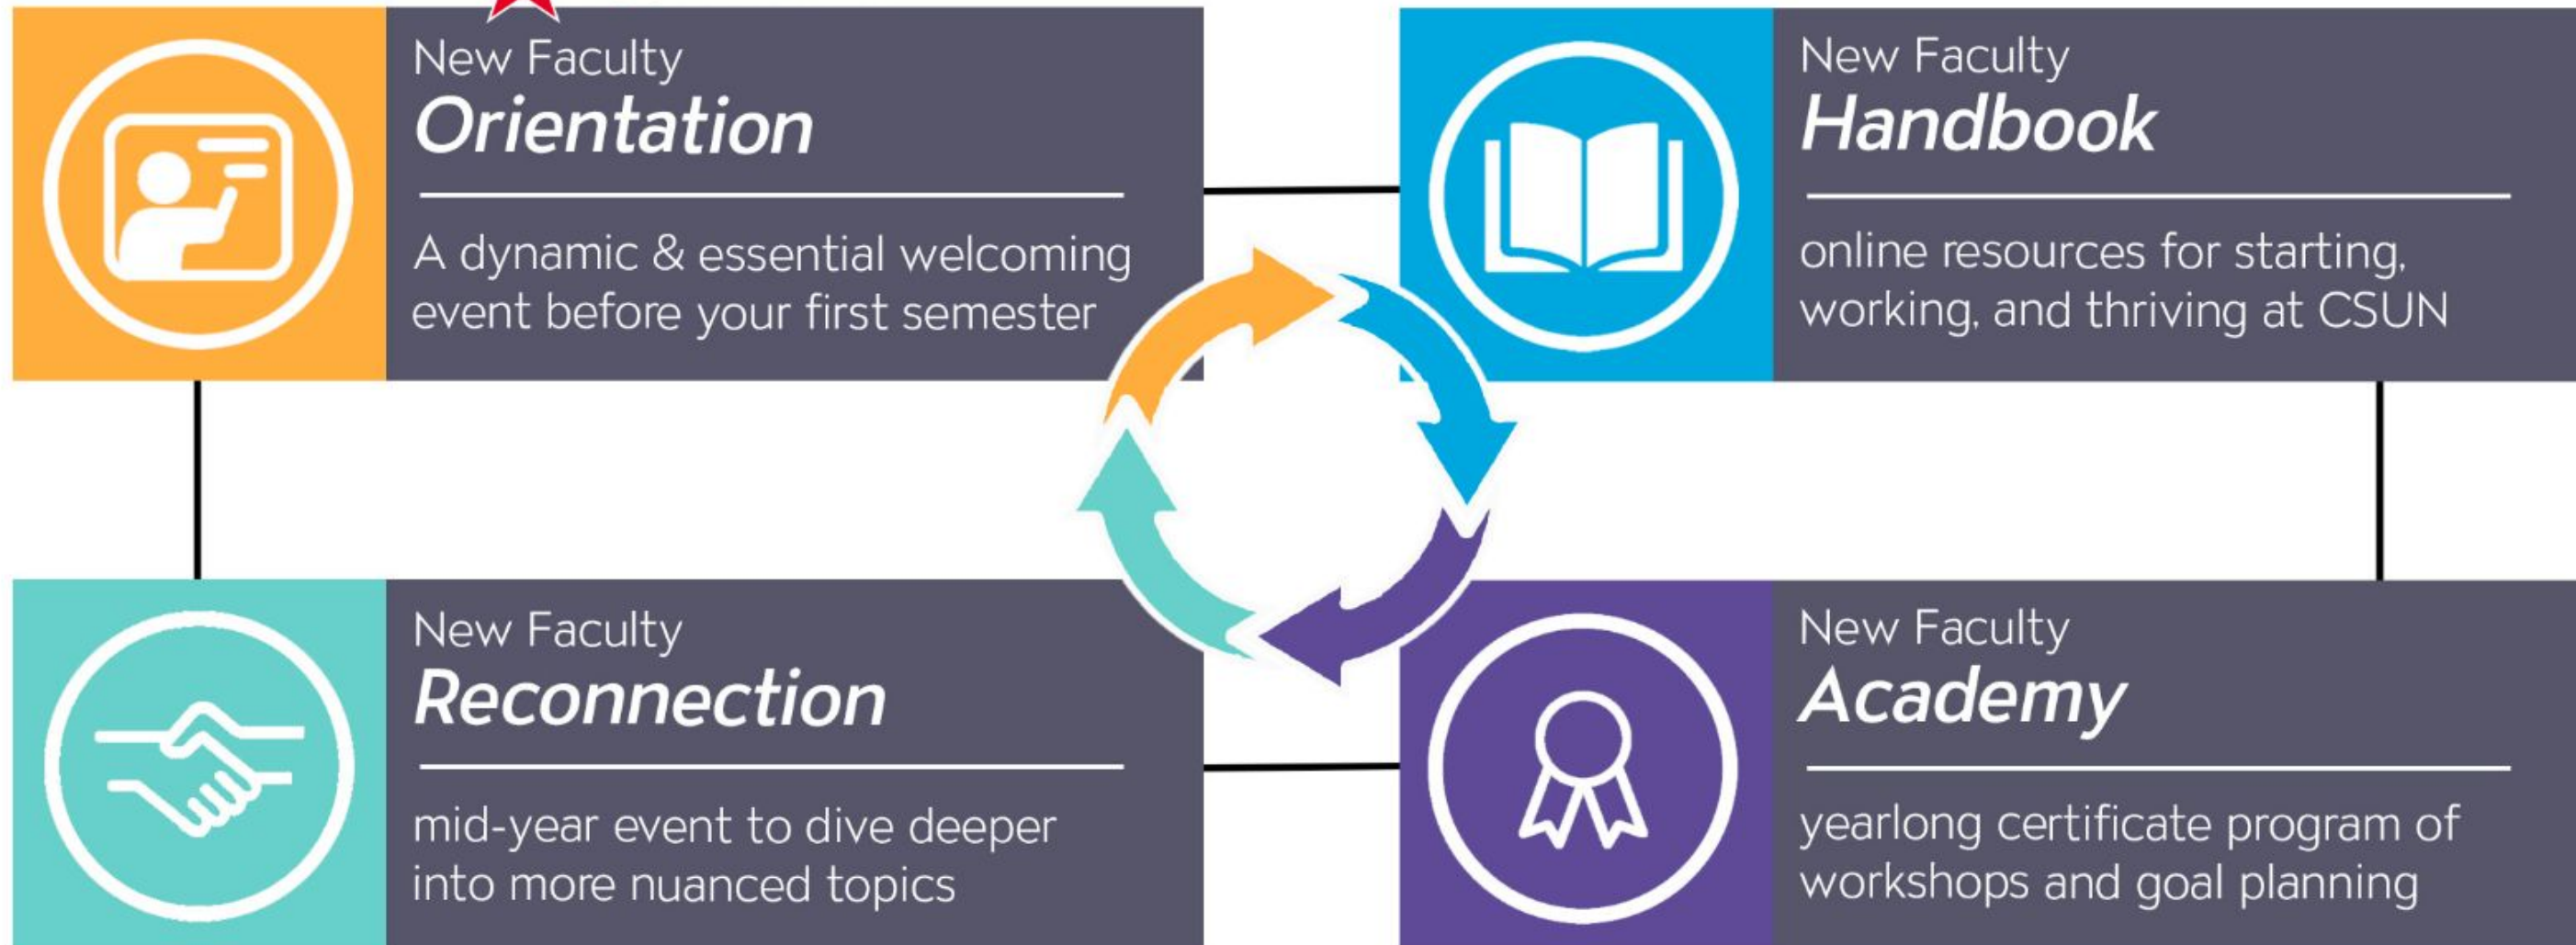 New Faculty
Orientation
A dynamic & essential welcoming
event before your first semester
New Faculty
Handbook
online resources for starting,
working, and thriving at CSUN
New Faculty
Reconnection
mid-year event to dive deeper
into more nuanced topics
New Faculty
Academy
yearlong certificate program of
workshops and goal planning